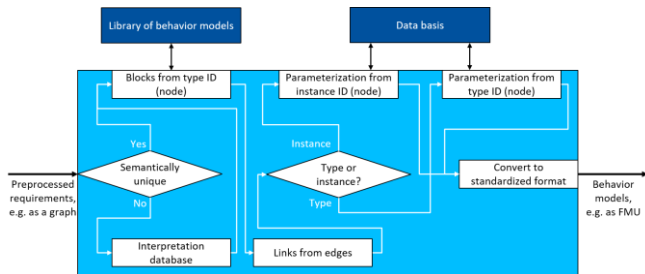 Library of behavior models
Data basis
Blocks from type ID
(node)
Parameterization from
instance ID (node)
Parameterization from
type ID (node)
Yes
Instance
Semantically
unique
Type or
instance?
Convert to
standardized format
Preprocessed
requirements,
e.g. as a graph
Behavior
models,
e.g. as FMU
No
Type
Interpretation
database
Links from edges